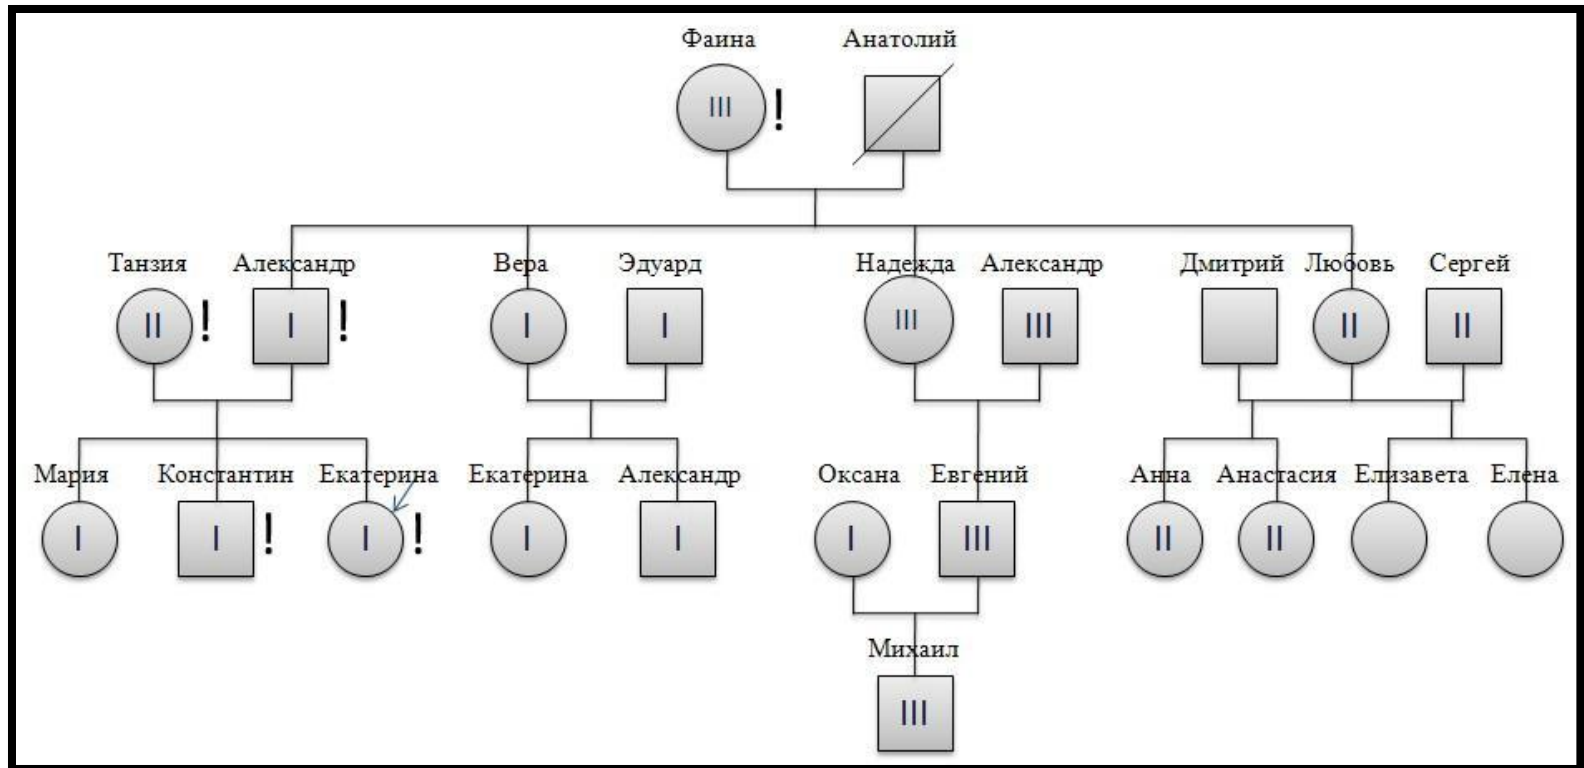 Фаина Анатолий
III !
Танзия Александр Вера Эдуард Надежда Александр Дмитрий Любовь Сергей
II ! I ! I I III III II II
Мария Константин Екатерина Екатерина Александр Оксана Евгений Анна Анастасия Елизавета Елена
I I ! I ! I I I III II II
Михаил
III